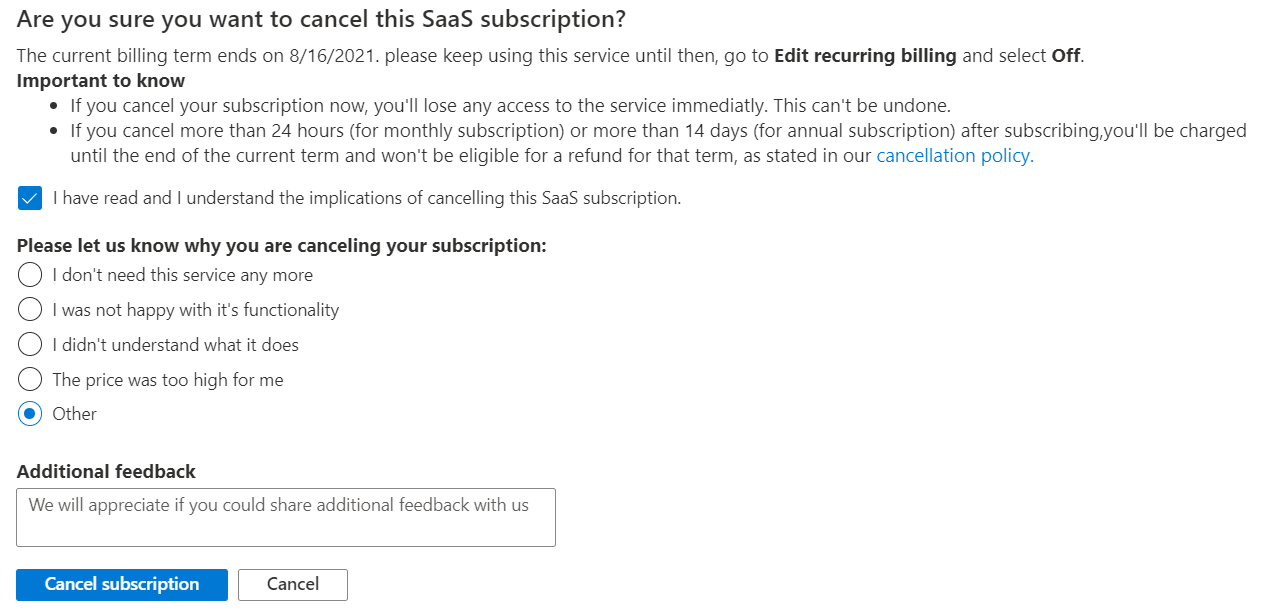 Are you sure you want to cancel this SaaS subscription?
The current billing term ends on 8/16/2021. please keep using this service until then, go to Edit recurring billing and select Off.
Important to know
• If you cancel your subscription now, you'll lose any access to the service immediatly. This can't be undone.
• If you cancel more than 24 hours (for monthly subscription) or more than 14 days (for annual subscription) after subscribing,you'll be charged
until the end of the current term and won't be eligible for a refund for that term, as stated in our cancellation policy.
I have read and I understand the implications of cancelling this SaaS subscription.
Please let us know why you are canceling your subscription:
I don't need this service any more
I was not happy with it's functionality
I didn't understand what it does
The price was too high for me
Other
Additional feedback
We will appreciate if you could share additional feedback with us
Cancel subscription
Cancel